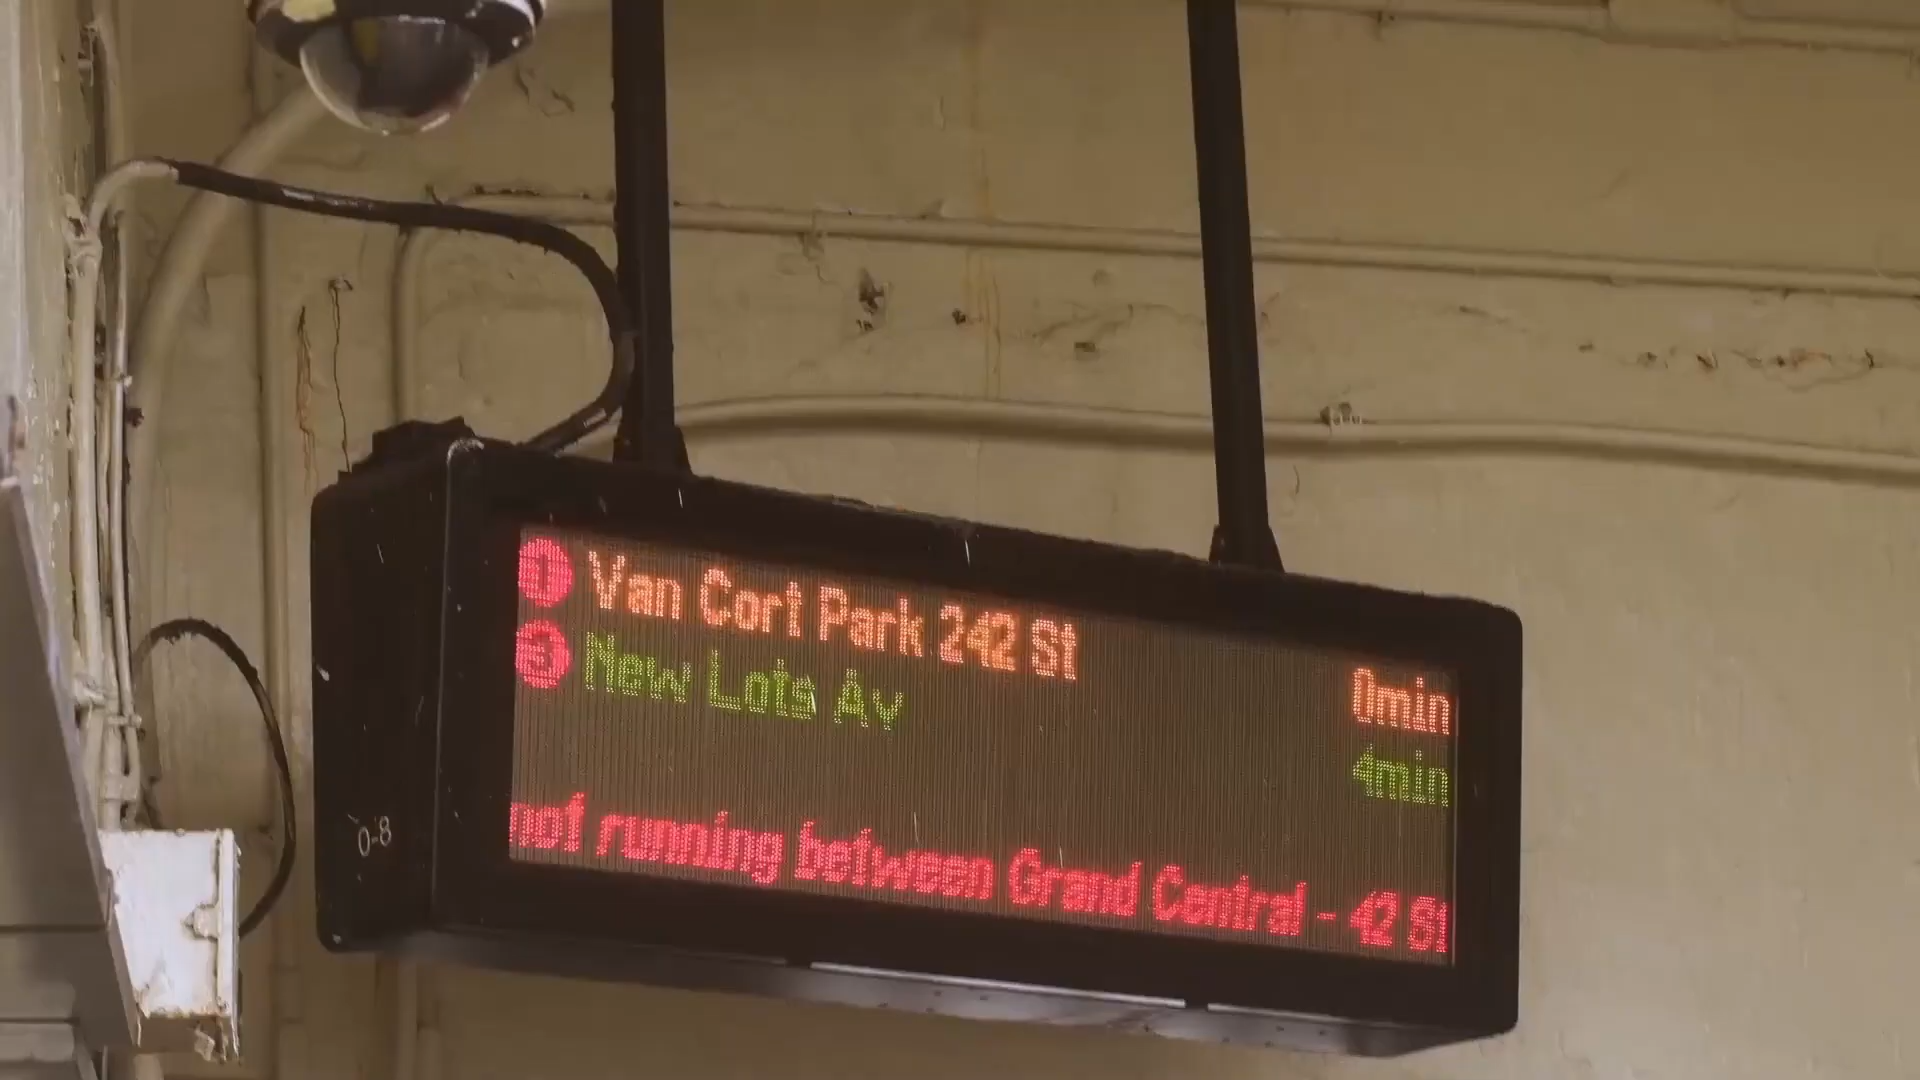 1 Van Cort Park 242 St 0min
3 New Lots Av 4min
not running between Grand Central - 42 St
0-8